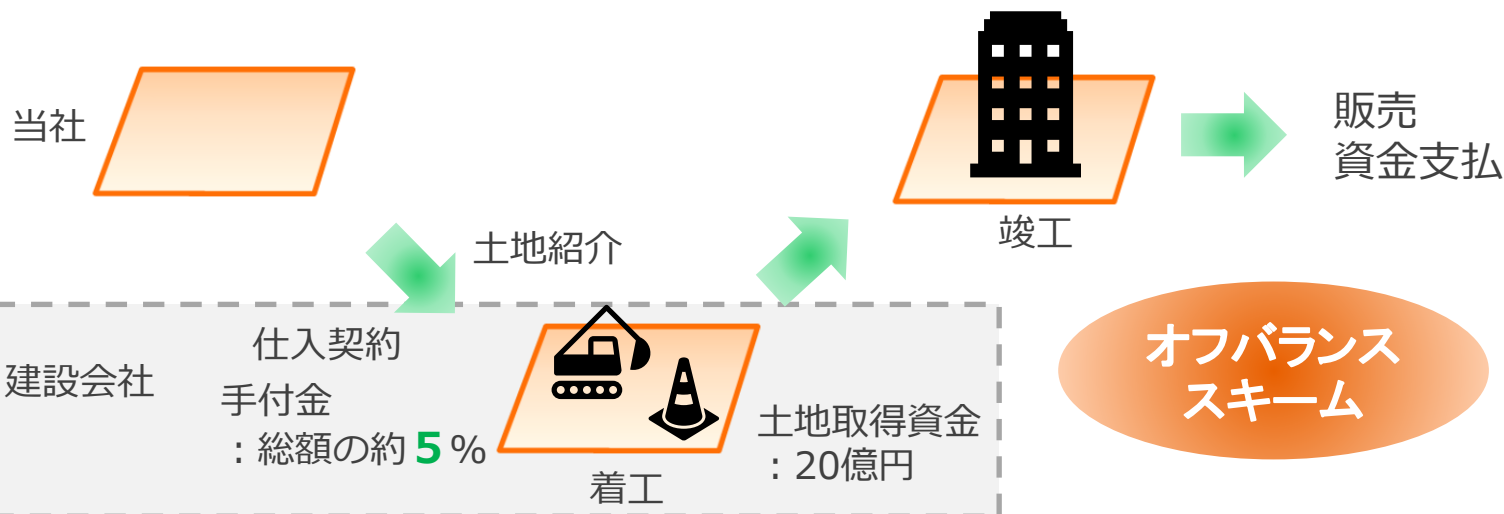 当社
土地紹介
建設会社
仕入契約
手付金
：総額の約5%
着工
土地取得資金
：20億円
竣工
販売
資金支払
オフバランス
スキーム